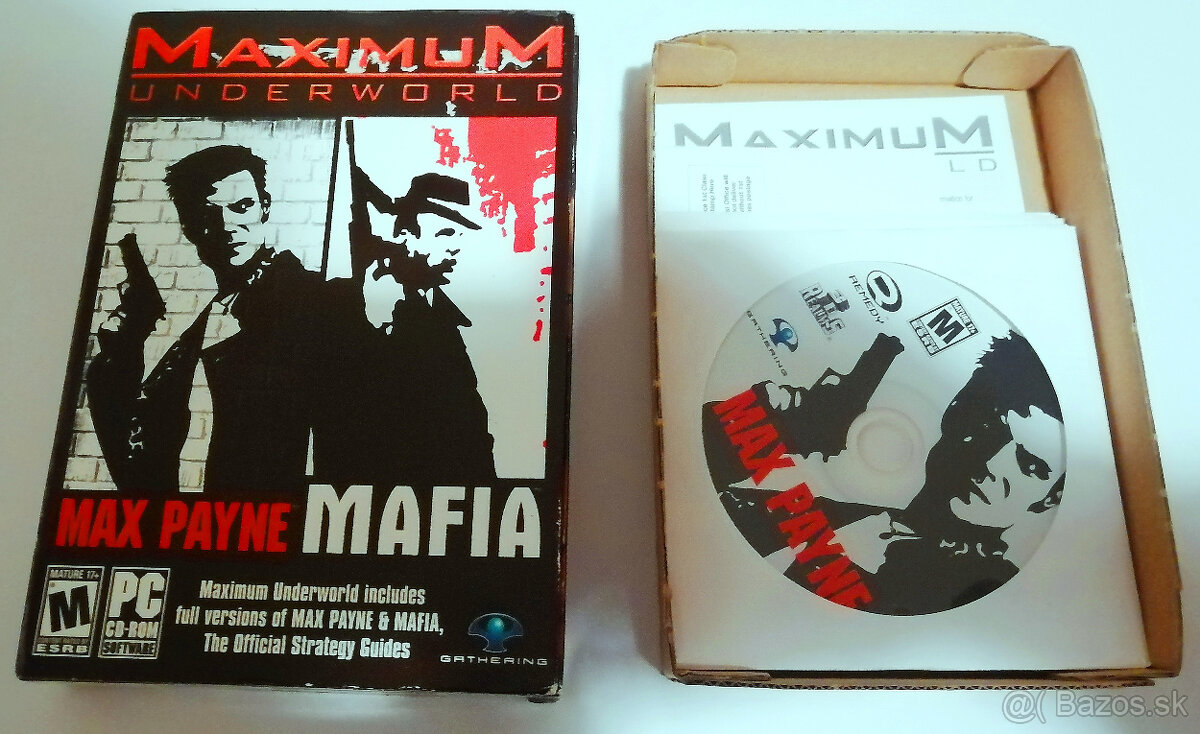 MAXIMUM
UNDERWORLD
MAX PAYNE MAFIA
MATURE 17+
M
ESRB
PC
CD-ROM
SOFTWARE
Maximum Underworld includes
full versions of MAX PAYNE & MAFIA,
The Official Strategy Guides
GATHERING
MAXIMUM
LD
GATHERING
REMEDY
M
MAX PAYNE
@( Bazos.sk